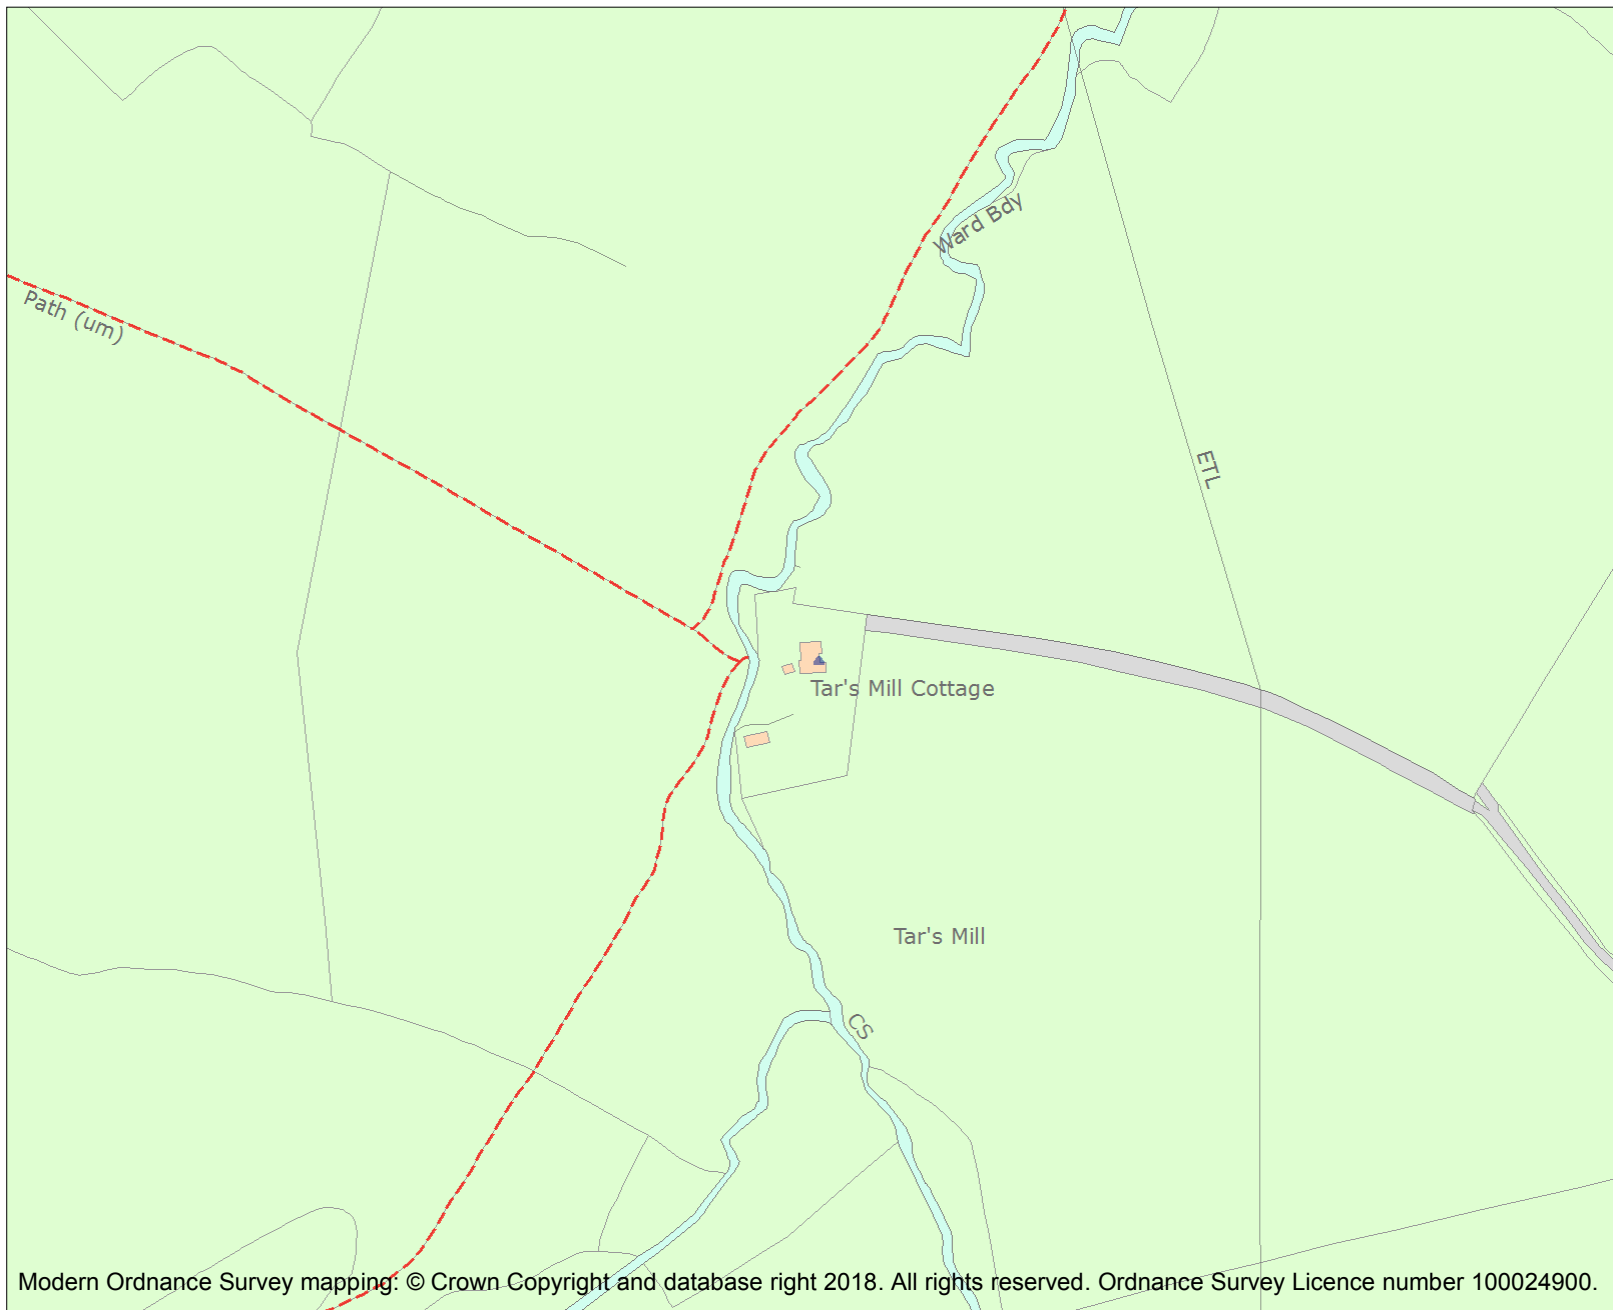 Ward Bdy
Path (um)
ETL
Tar's Mill Cottage
Tar's Mill
CS
Modern Ordnance Survey mapping: © Crown Copyright and database right 2018. All rights reserved. Ordnance Survey Licence number 100024900.